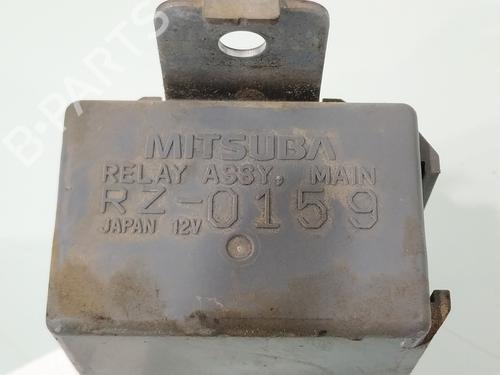 MITSUBA
RELAY ASSY, MAIN
RZ-0159
JAPAN 12V
B-PARTS